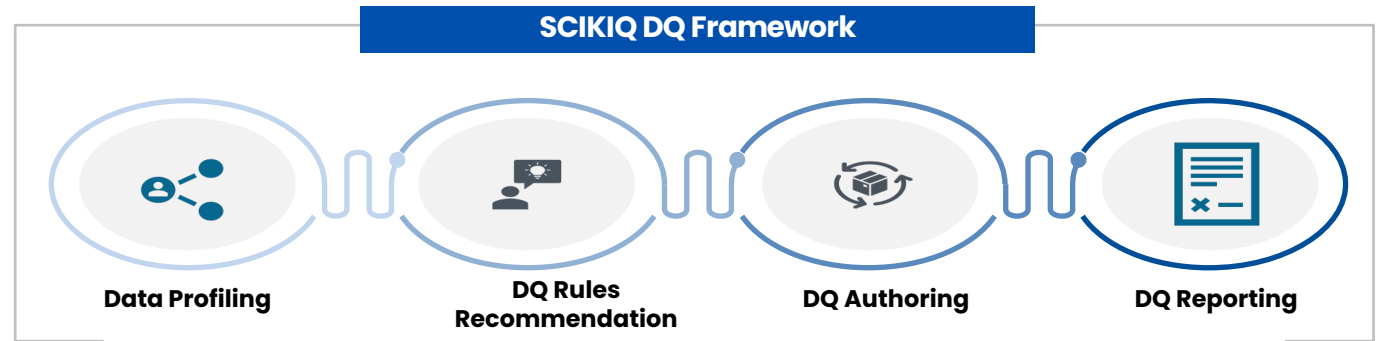 SCIKIQ DQ Framework
Data Profiling
DQ Rules
Recommendation
DQ Authoring
DQ Reporting